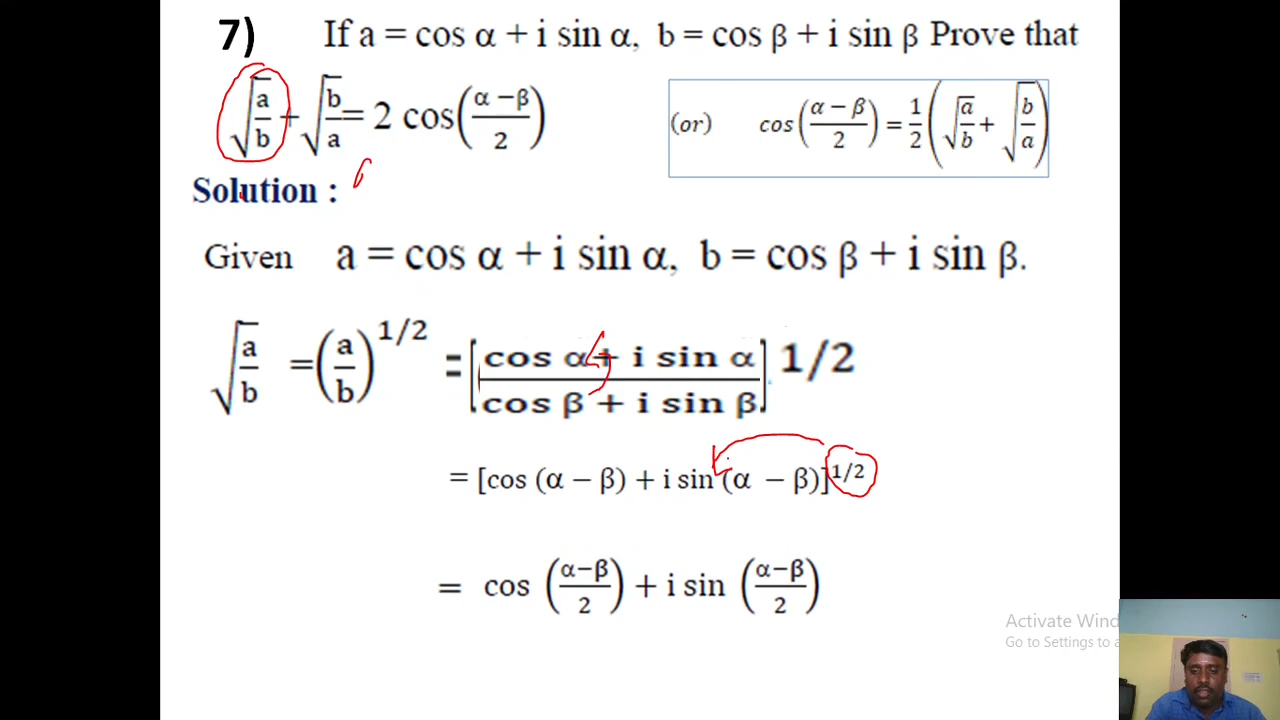 7) If a = cos α + i sin α, b = cos β + i sin β Prove that
√(a/b) + √(b/a) = 2 cos((α −β)/2) (or) cos((α − β)/2) = 1/2 (√(a/b) + √(b/a))
Solution :
Given a = cos α + i sin α, b = cos β + i sin β.
√(a/b) = (a/b)^1/2 = [(cos α + i sin α)/(cos β + i sin β)] 1/2
= [cos (α − β) + i sin (α − β)]^1/2
= cos ((α−β)/2) + i sin ((α−β)/2)
Activate Wind
Go to Settings to a